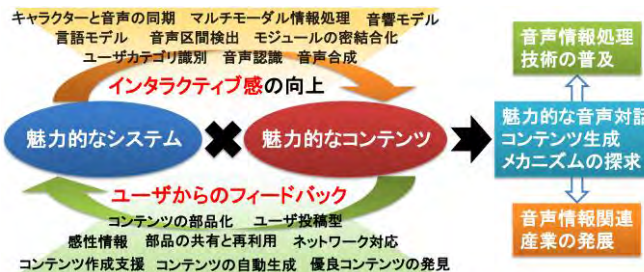 キャラクターと音声の同期 マルチモーダル情報処理 音響モデル
言語モデル 音声区間検出 モジュールの密結合化
ユーザカテゴリ識別 音声認識 音声合成
インタラクティブ感の向上
魅力的なシステム
魅力的なコンテンツ
ユーザからのフィードバック
コンテンツの部品化 ユーザ投稿型
感性情報 部品の共有と再利用 ネットワーク対応
コンテンツ作成支援 コンテンツの自動生成 優良コンテンツの発見
音声情報処理
技術の普及
魅力的な音声対話
コンテンツ生成
メカニズムの探求
音声情報関連
産業の発展